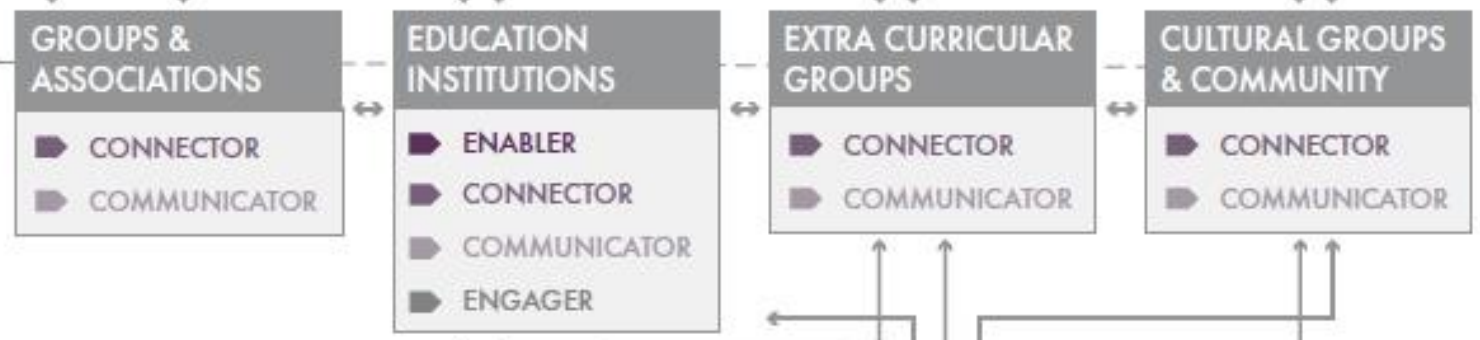 GROUPS &
ASSOCIATIONS
CONNECTOR
COMMUNICATOR
EDUCATION
INSTITUTIONS
ENABLER
CONNECTOR
COMMUNICATOR
ENGAGER
EXTRA CURRICULAR
GROUPS
CONNECTOR
COMMUNICATOR
CULTURAL GROUPS
& COMMUNITY
CONNECTOR
COMMUNICATOR